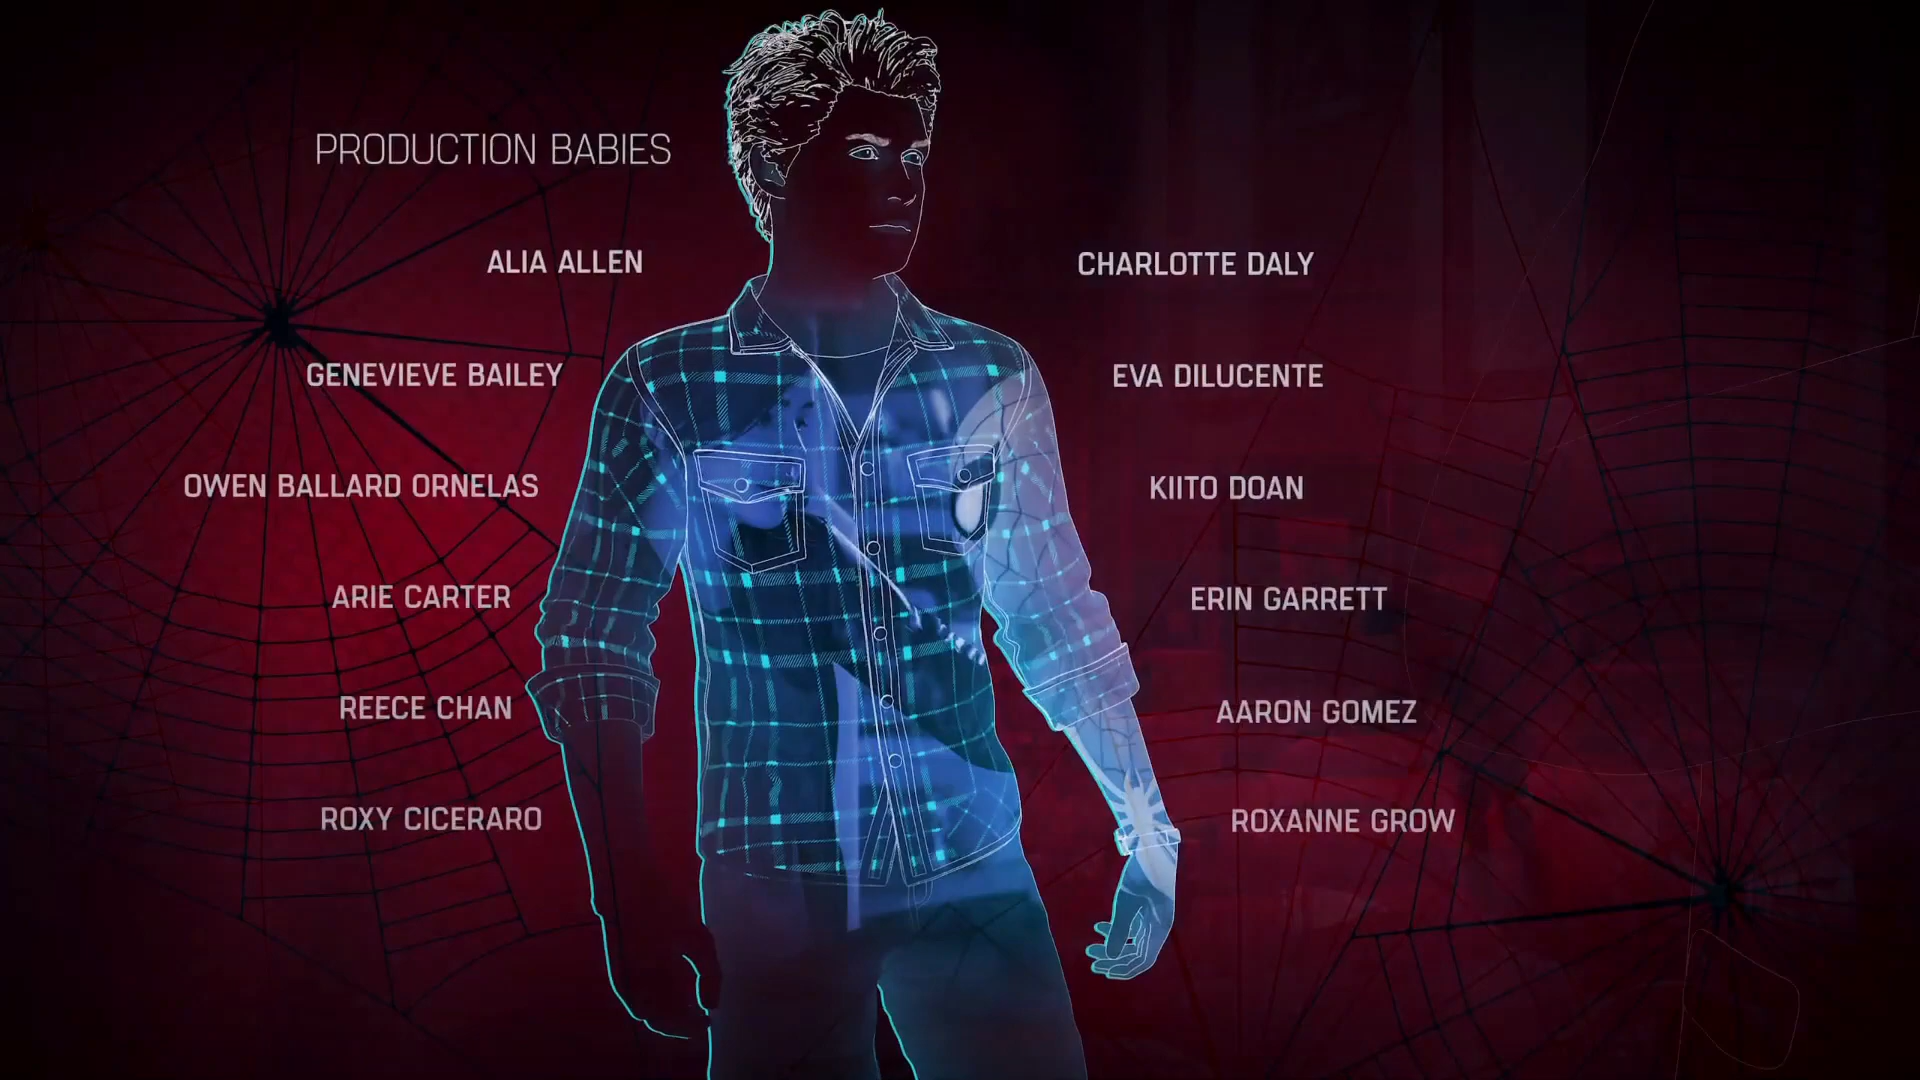 PRODUCTION BABIES
ALIA ALLEN
GENEVIEVE BAILEY
OWEN BALLARD ORNELAS
ARIE CARTER
REECE CHAN
ROXY CICERARO
CHARLOTTE DALY
EVA DILUCENTE
KIITO DOAN
ERIN GARRETT
AARON GOMEZ
ROXANNE GROW